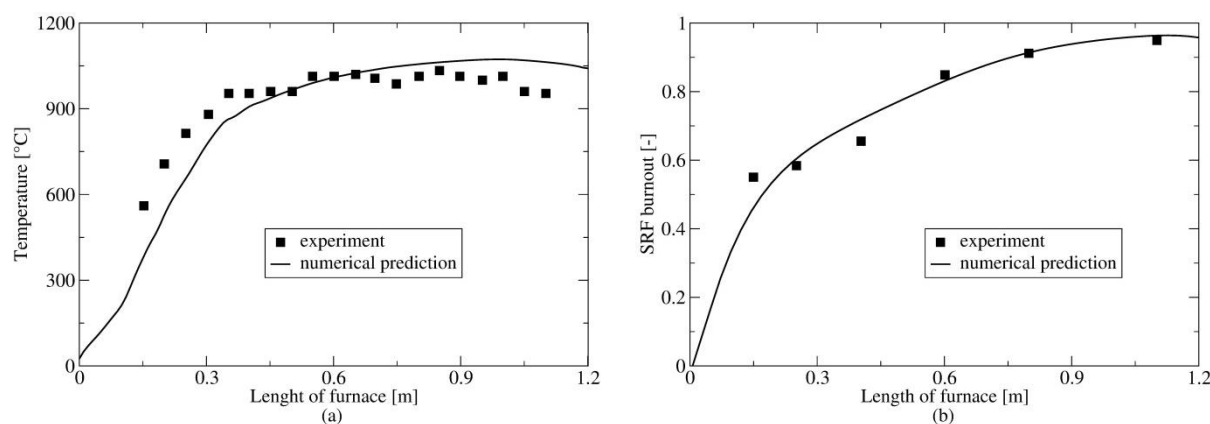 1200
900
600
300
0
Temperature [°C]
experiment
numerical prediction
0 0.3 0.6 0.9 1.2
Lenght of furnace [m]
(a)
1
0.8
0.6
0.4
0.2
0
SRF burnout [-]
experiment
numerical prediction
0 0.3 0.6 0.9 1.2
Length of furnace [m]
(b)